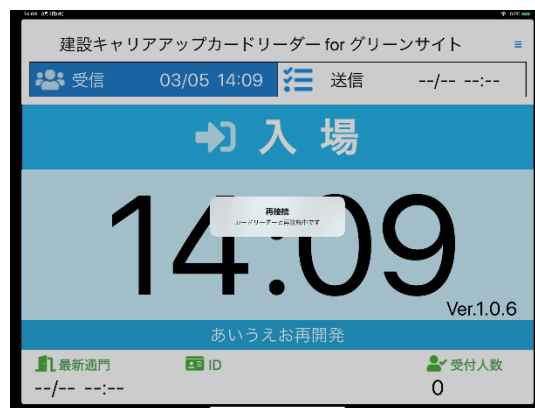 建設キャリアアップカードリーダー for グリーンサイト
受信 03/05 14:09 送信 --/-- --:--
入場
14:09
再接続
カードリーダーと再接続中です
Ver.1.0.6
あいうえお再開発
最新通門 ID 受付人数
--/-- --:-- 0